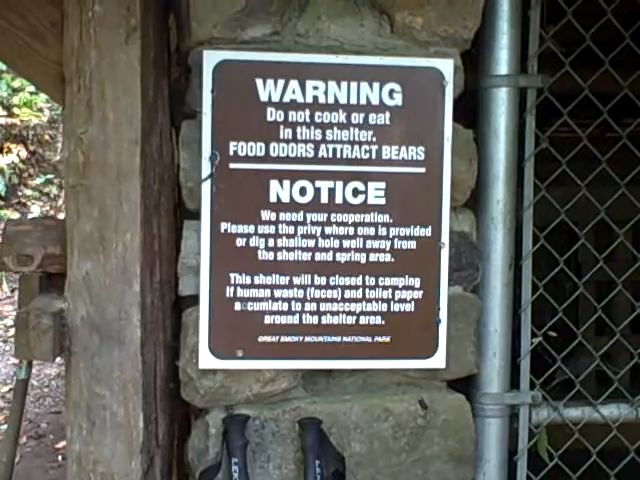 WARNING
Do not cook or eat
in this shelter.
FOOD ODORS ATTRACT BEARS
NOTICE
We need your cooperation.
Please use the privy where one is provided
or dig a shallow hole well away from
the shelter and spring area.
This shelter will be closed to camping
if human waste (feces) and toilet paper
accumlate to an unacceptable level
around the shelter area.
GREAT SMOKY MOUNTAINS NATIONAL PARK